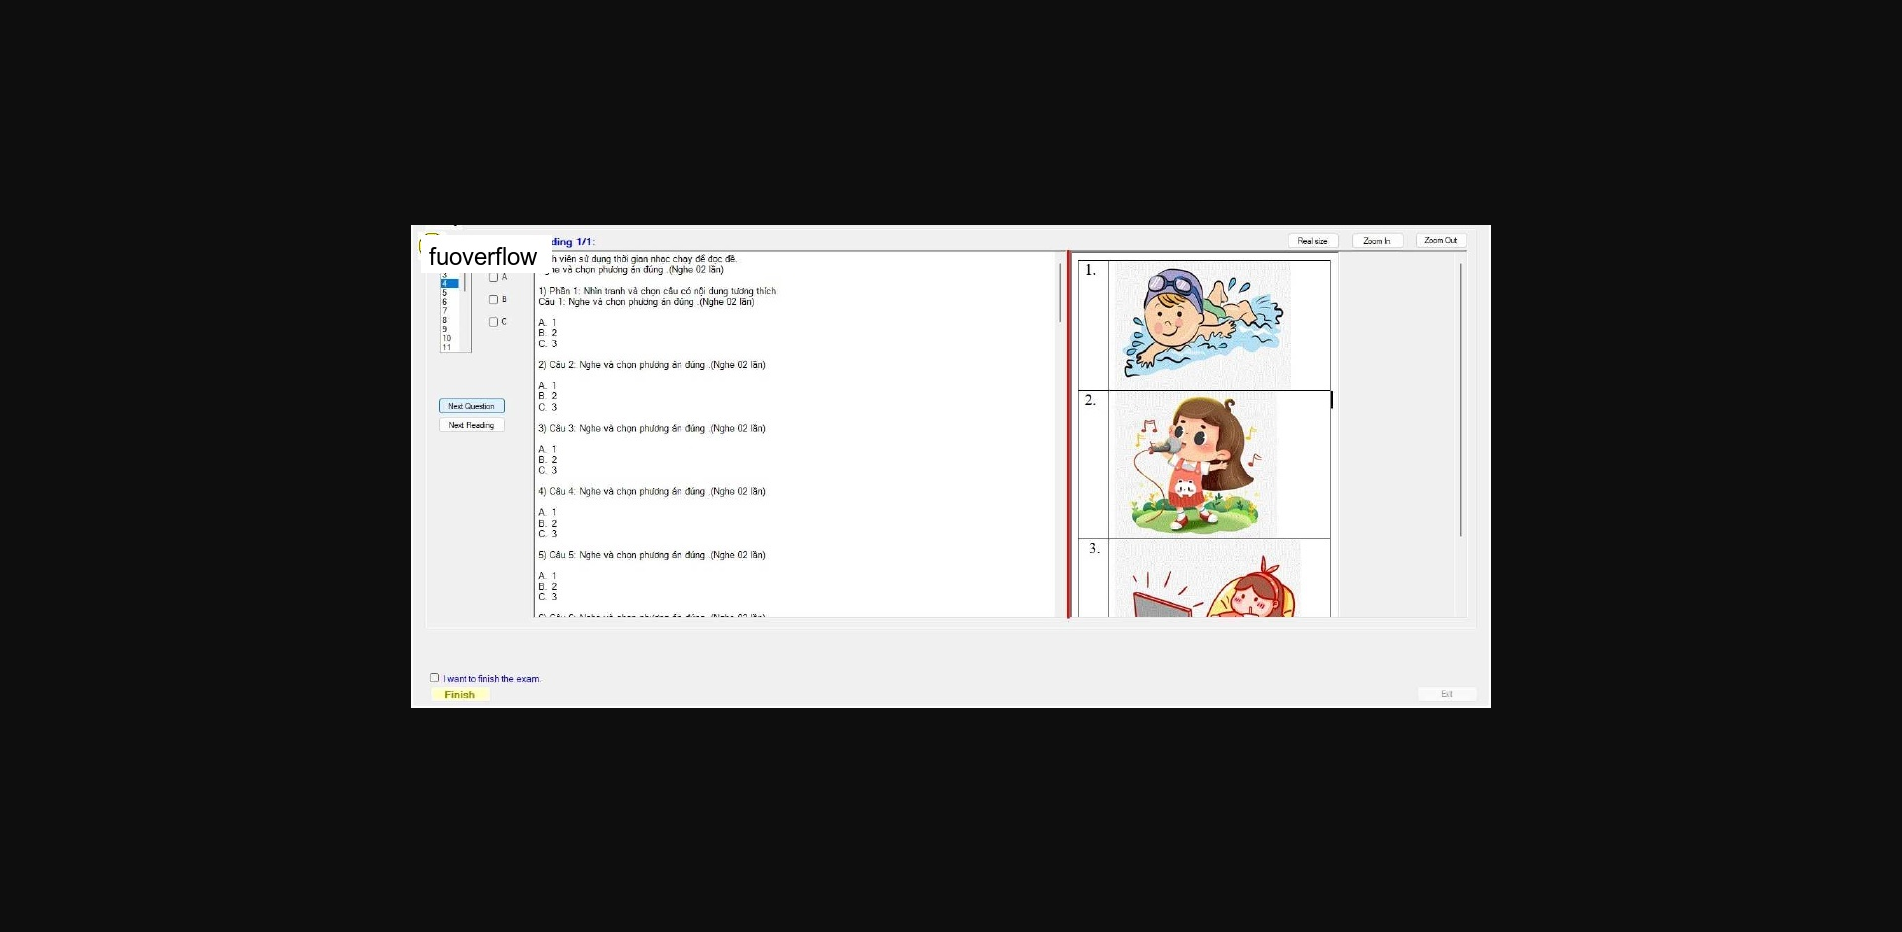 fuoverflow
ding 1/1:
Real size
Zoom In
Zoom Out
h viên sử dụng thời gian nhạc chạy để đọc đề.
e và chọn phương án đúng .(Nghe 02 lần)
3
4
5
6
7
8
9
10
11
A
B
C
1) Phần 1: Nhìn tranh và chọn câu có nội dung tương thích
Câu 1: Nghe và chọn phương án đúng .(Nghe 02 lần)
A. 1
B. 2
C. 3
2) Câu 2: Nghe và chọn phương án đúng .(Nghe 02 lần)
A. 1
B. 2
C. 3
3) Câu 3: Nghe và chọn phương án đúng .(Nghe 02 lần)
A. 1
B. 2
C. 3
4) Câu 4: Nghe và chọn phương án đúng .(Nghe 02 lần)
A. 1
B. 2
C. 3
5) Câu 5: Nghe và chọn phương án đúng .(Nghe 02 lần)
A. 1
B. 2
C. 3
Next Question
Next Reading
1.
2.
3.
I want to finish the exam.
Finish
Exit